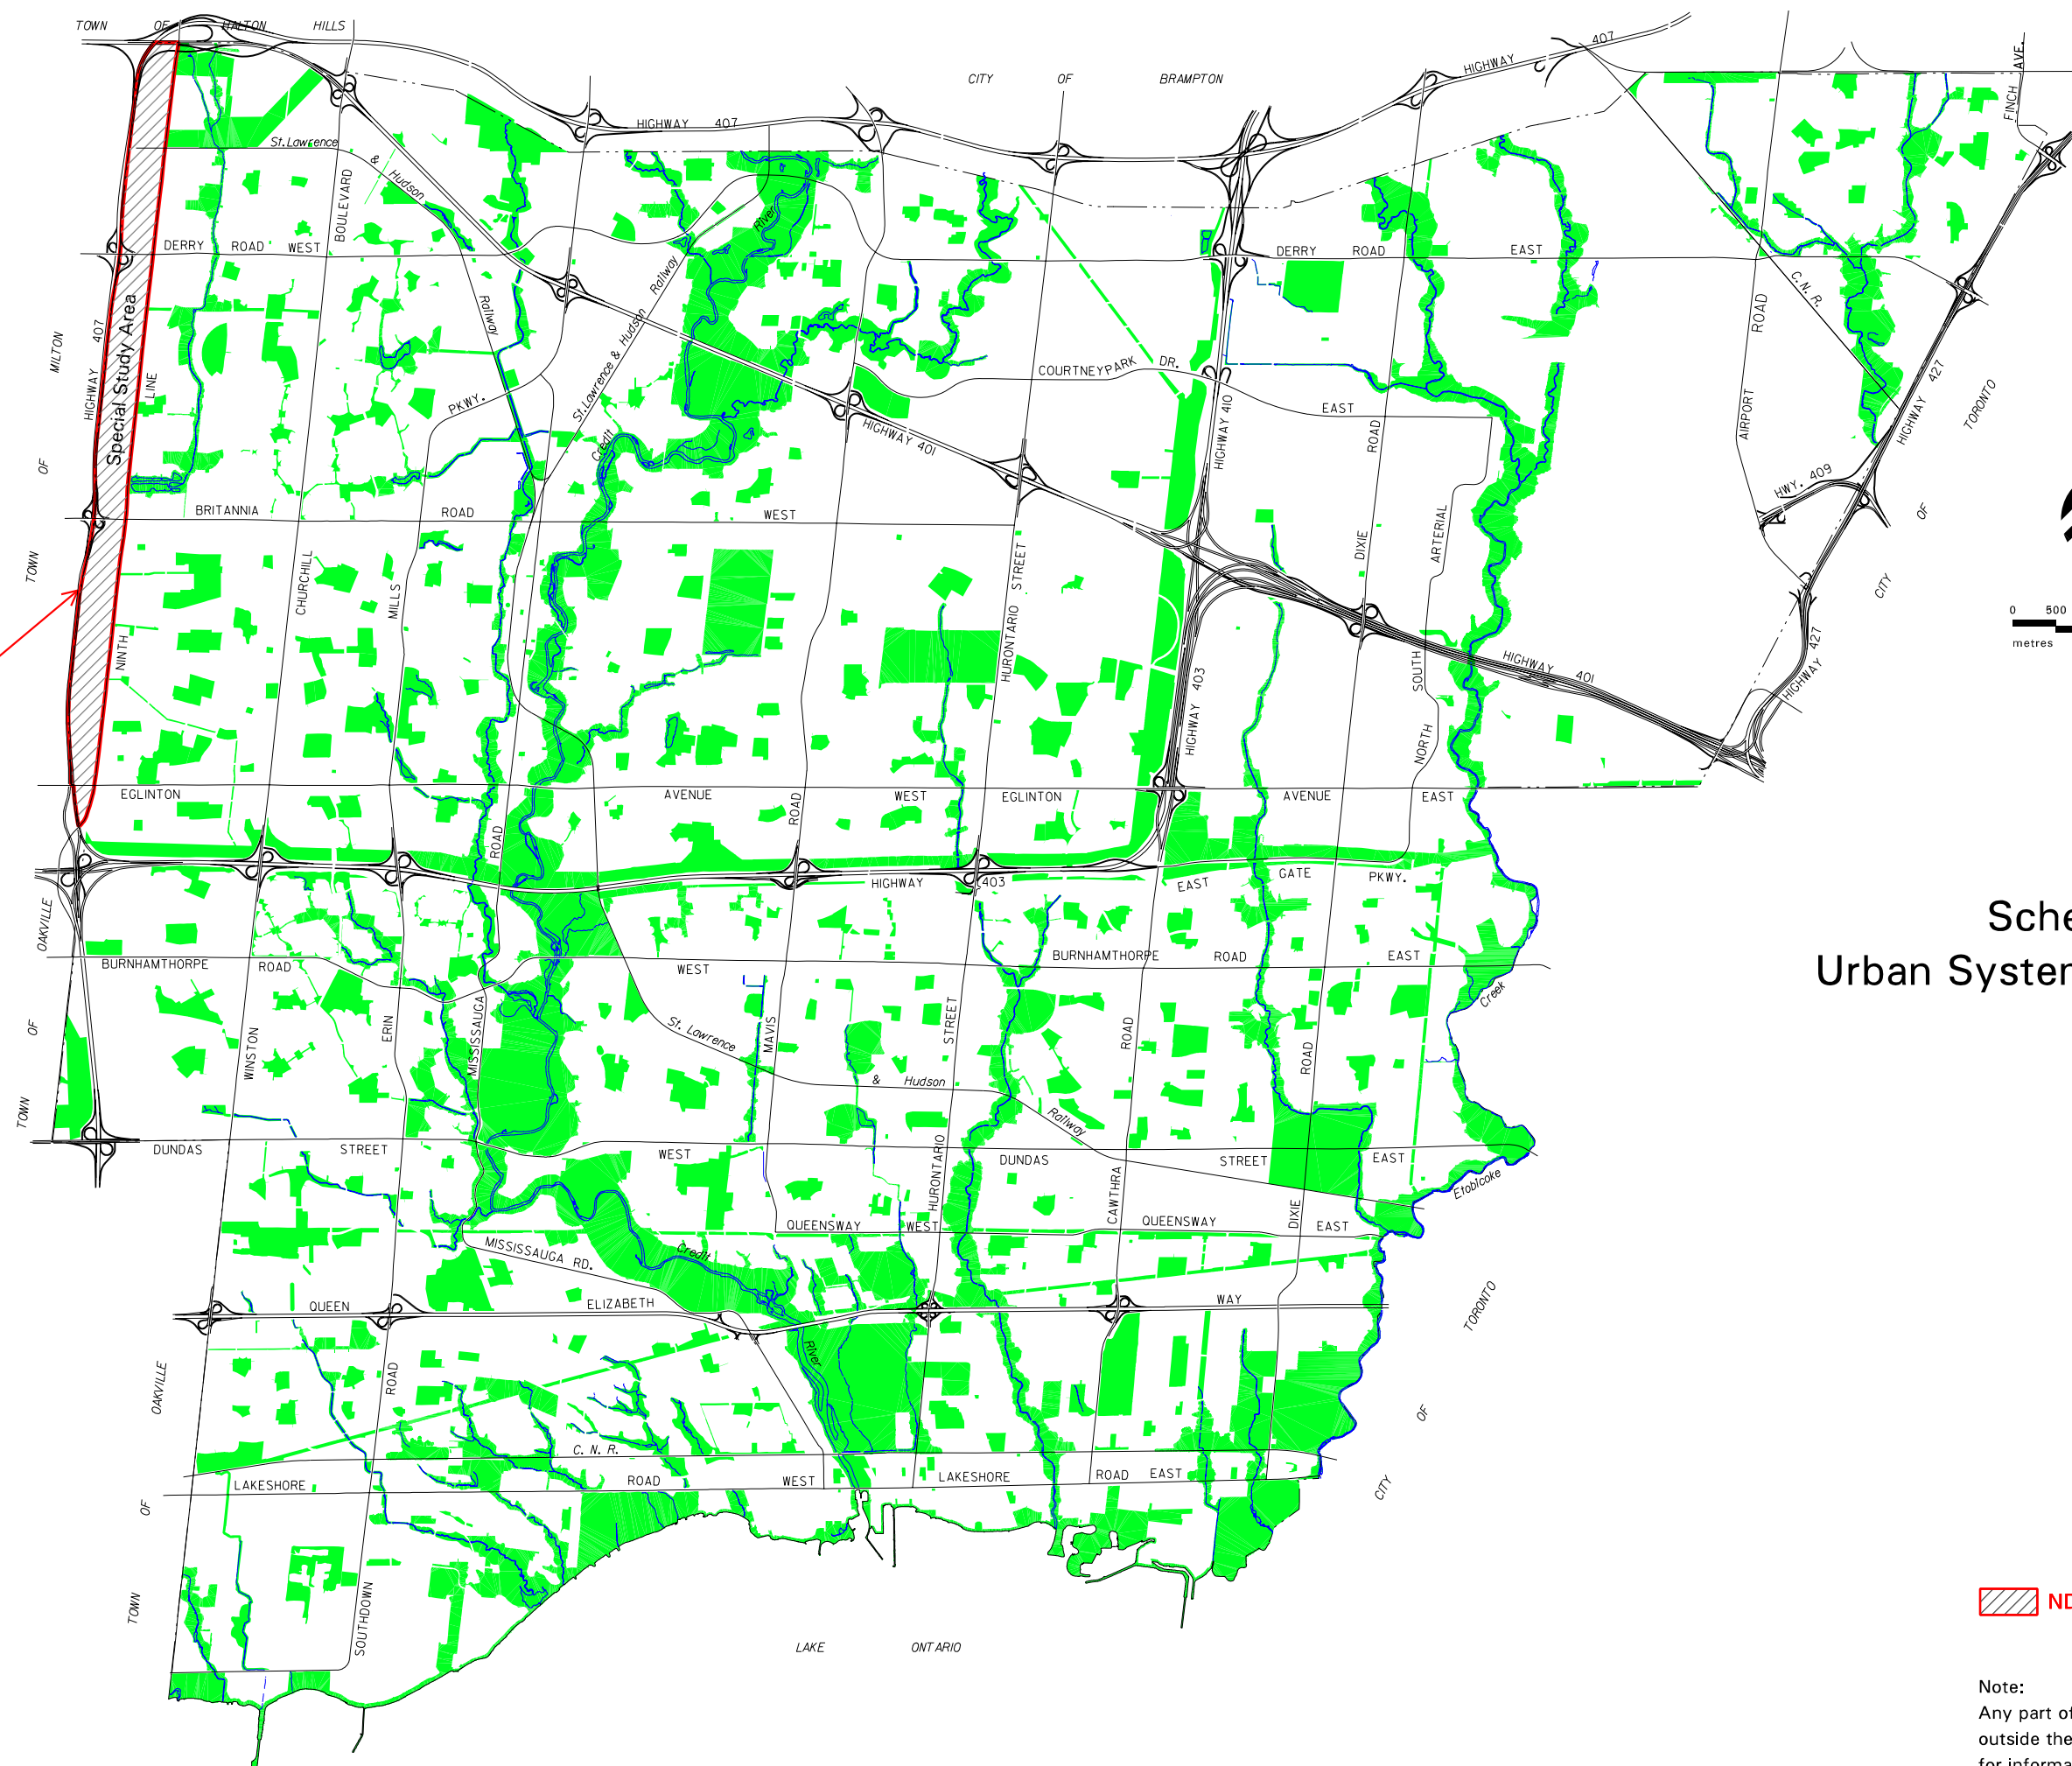 TOWN OF HALTON HILLS
CITY OF BRAMPTON
HIGHWAY 407
HIGHWAY 407
FINCH AVE.
St.Lawrence & Hudson Railway
BOULEVARD
River
DERRY ROAD WEST
DERRY ROAD EAST
St.Lawrence & Hudson Railway
C. N. R.
MILTON
HIGHWAY 407
Special Study Area
LINE
PKWY.
COURTNEYPARK DR.
EAST
HIGHWAY 410
ROAD
AIRPORT ROAD
HIGHWAY 427
TORONTO
Credit
HIGHWAY 401
HWY. 409
OF
OF
BRITANNIA ROAD WEST
TOWN
CHURCHILL
MILLS
STREET
HURONTARIO
DIXIE
ARTERIAL
CITY
0 500
metres
NINTH
HIGHWAY 403
SOUTH
NORTH
HIGHWAY 401
HIGHWAY 427
EGLINTON AVENUE WEST EGLINTON AVENUE EAST
ROAD
ROAD
HIGHWAY 403
EAST GATE PKWY.
OAKVILLE
Sche
BURNHAMTHORPE ROAD WEST BURNHAMTHORPE ROAD EAST
Urban System
Creek
OF
WINSTON
ERIN
MISSISSAUGA
MAVIS
STREET
ROAD
ROAD
St. Lawrence & Hudson Railway
TOWN
DUNDAS STREET WEST DUNDAS STREET EAST
HURONTARIO
CAWTHRA
DIXIE
Etobicoke
QUEENSWAY WEST QUEENSWAY EAST
MISSISSAUGA RD.
Credit
QUEEN ELIZABETH WAY
TORONTO
River
OAKVILLE
ROAD
OF
C. N. R.
LAKESHORE ROAD WEST LAKESHORE ROAD EAST
CITY
OF
TOWN
SOUTHDOWN
LAKE ONTARIO
ND
Note:
Any part of
outside the
for informa